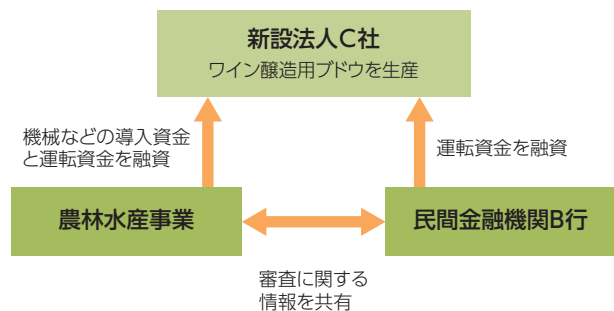 新設法人C社
ワイン醸造用ブドウを生産
機械などの導入資金
と運転資金を融資
運転資金を融資
農林水産事業
民間金融機関B行
審査に関する
情報を共有